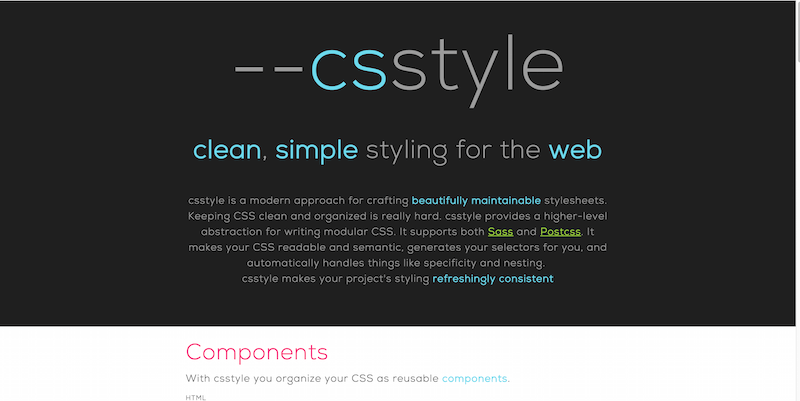 --csstyle
clean, simple styling for the web
csstyle is a modern approach for crafting beautifully maintainable stylesheets.
Keeping CSS clean and organized is really hard. csstyle provides a higher-level
abstraction for writing modular CSS. It supports both Sass and Postcss. It
makes your CSS readable and semantic, generates your selectors for you, and
automatically handles things like specificity and nesting.
csstyle makes your project's styling refreshingly consistent
Components
With csstyle you organize your CSS as reusable components.
HTML